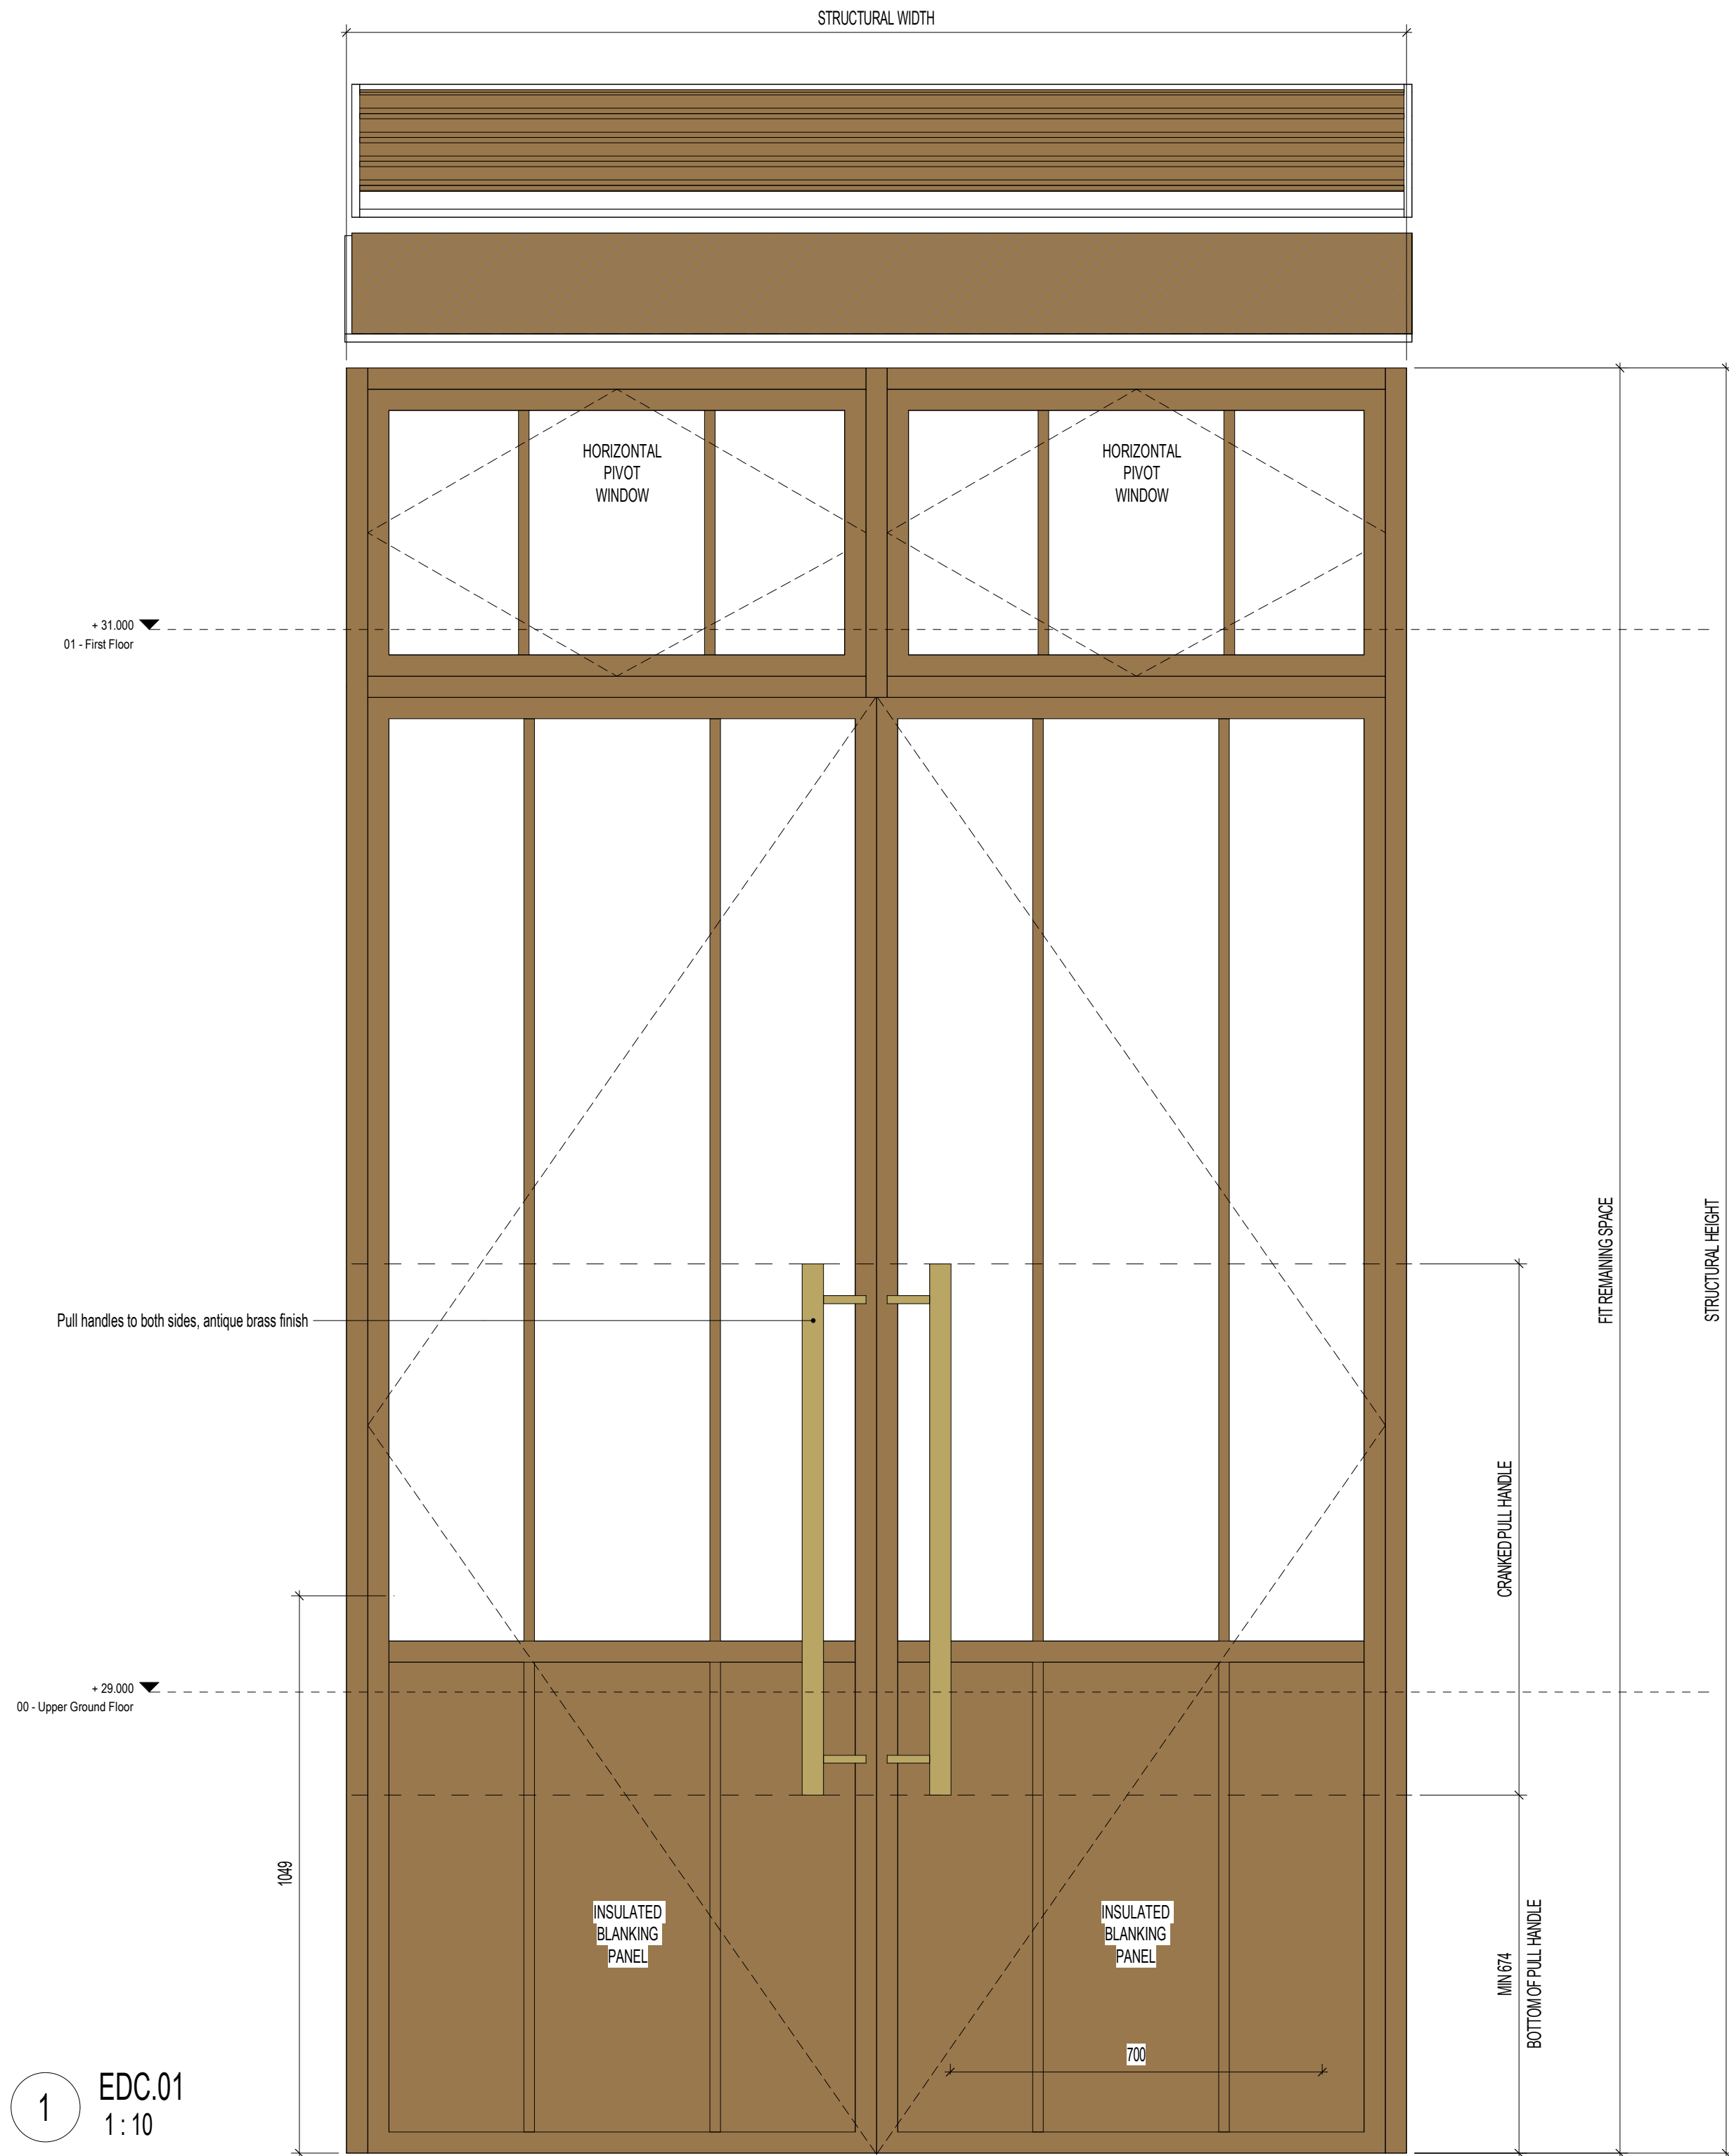 STRUCTURAL WIDTH
HORIZONTAL
PIVOT
WINDOW
HORIZONTAL
PIVOT
WINDOW
+ 31.000
01 - First Floor
FIT REMAINING SPACE
STRUCTURAL HEIGHT
Pull handles to both sides, antique brass finish
CRANKED PULL HANDLE
+ 29.000
00 - Upper Ground Floor
1049
INSULATED
BLANKING
PANEL
INSULATED
BLANKING
PANEL
MIN 674
BOTTOM OF PULL HANDLE
700
1
EDC.01
1 : 10